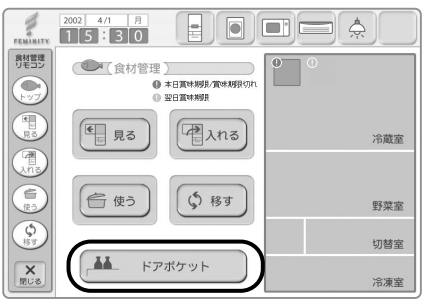 FEMINITY
2002 4/1 月
15:30
食材管理
リモコン
トップ
見る
入れる
使う
移す
閉じる
食材管理
本日賞味期限/賞味期限切れ
翌日賞味期限
見る
入れる
使う
移す
ドアポケット
冷蔵室
野菜室
切替室
冷凍室